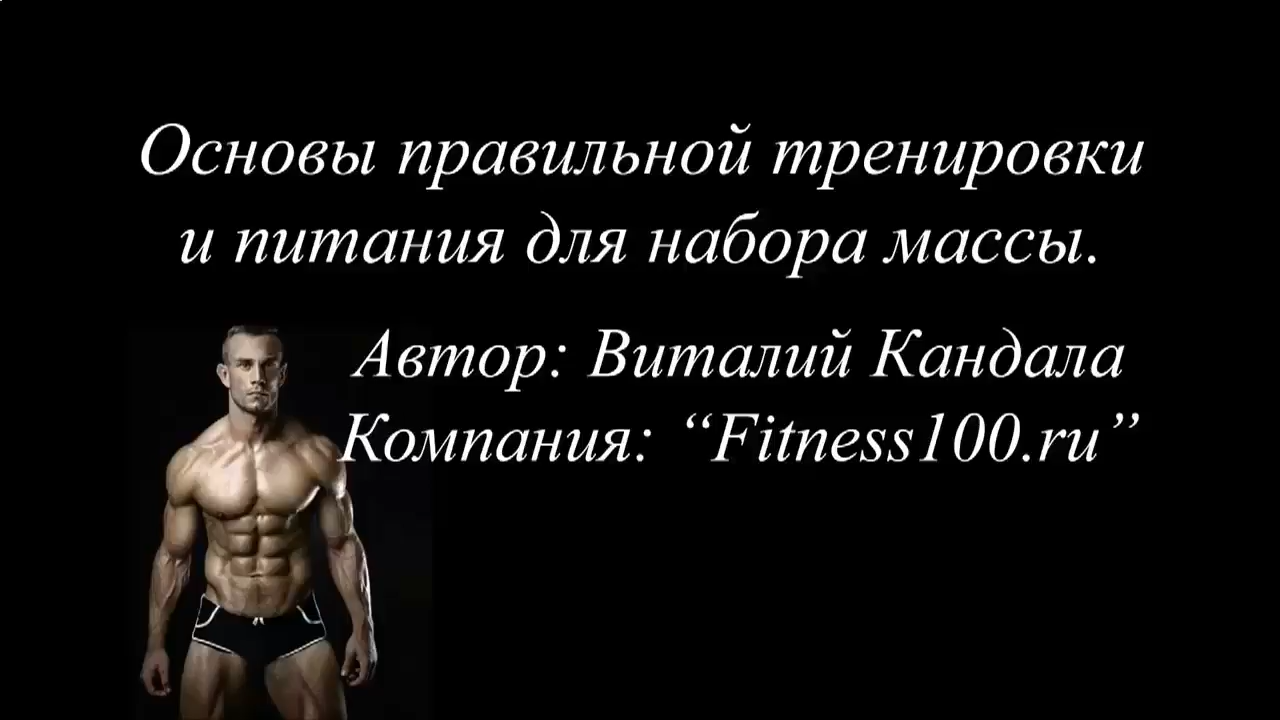 Основы правильной тренировки
и питания для набора массы.
Автор: Виталий Кандала
Компания: “Fitness100.ru”